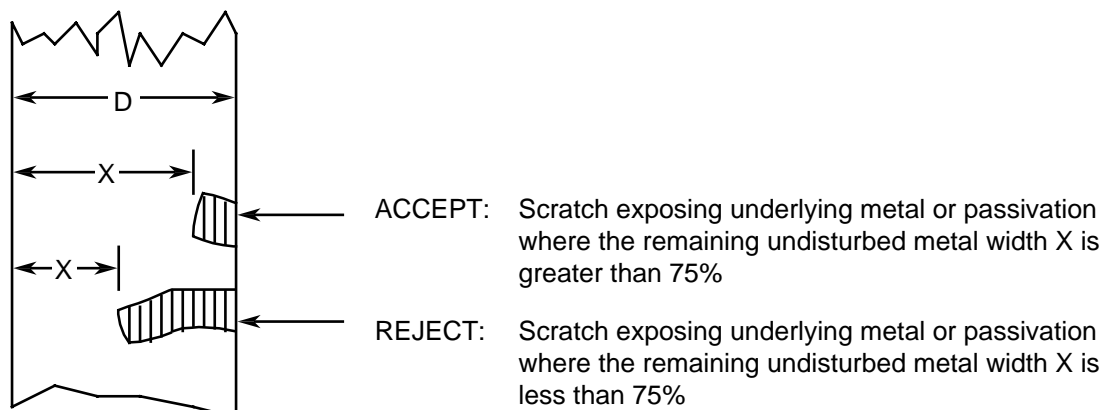 D
X
ACCEPT: Scratch exposing underlying metal or passivation
where the remaining undisturbed metal width X is
greater than 75%
X
REJECT: Scratch exposing underlying metal or passivation
where the remaining undisturbed metal width X is
less than 75%